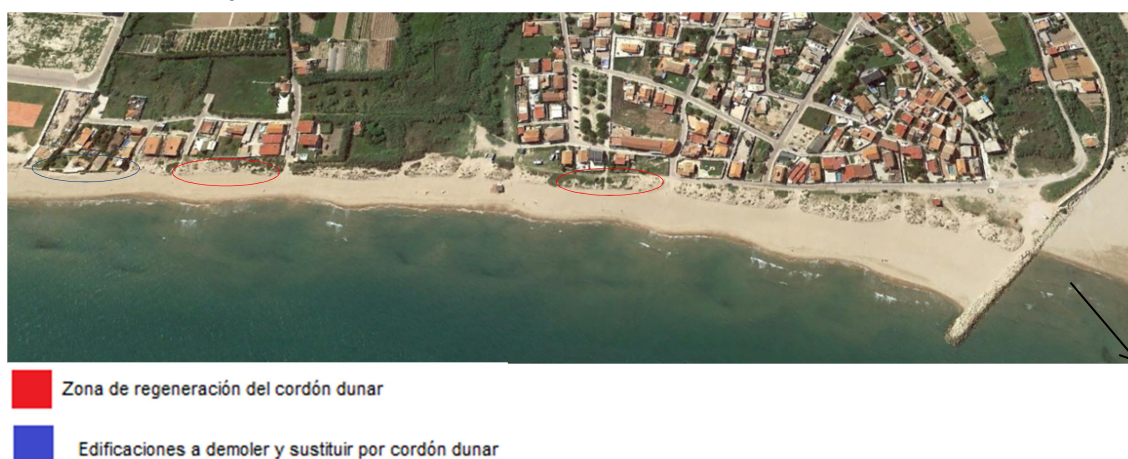 Zona de regeneración del cordón dunar
Edificaciones a demoler y sustituir por cordón dunar